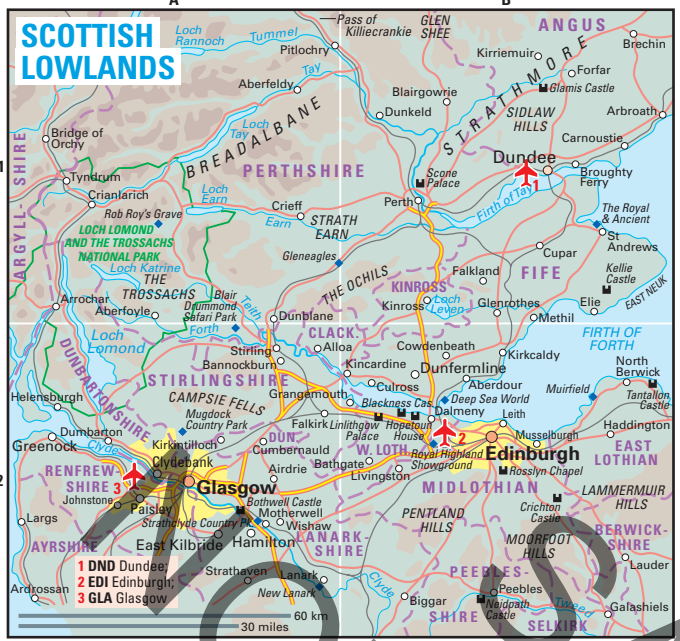 A
B
1
2
SCOTTISH
LOWLANDS
Loch
Rannoch
Tummel
Pass of
Killiecrankie
GLEN
SHEE
ANGUS
Pitlochry
Kirriemuir
Brechin
Forfar
Glamis Castle
Aberfeldy
Tay
Blairgowrie
STRATHMORE
Dunkeld
SIDLAW
HILLS
Arbroath
Bridge of
Orchy
Loch
Tay
BREADALBANE
Carnoustie
Dundee
1
Broughty
Ferry
PERTHSHIRE
Scone
Palace
Tyndrum
Crianlarich
Loch
Earn
Crieff
Earn
Perth
Firth of Tay
The Royal
& Ancient
St
Andrews
ARGYLL-SHIRE
Rob Roy's Grave
STRATH
EARN
LOCH LOMOND
AND THE TROSSACHS
NATIONAL PARK
Gleneagles
Cupar
Loch Katrine
THE
TROSSACHS
THE OCHILS
KINROSS
Falkland
FIFE
Kellie
Castle
Arrochar
Aberfoyle
Blair
Drummond
Safari Park
Teith
Kinross
Loch
Leven
Glenrothes
Elie
EAST NEUK
Dunblane
Methil
Forth
CLACK.
Loch
Lomond
Stirling
Alloa
Cowdenbeath
FIRTH OF
FORTH
Bannockburn
Kirkcaldy
DUNBARTONSHIRE
STIRLINGSHIRE
Kincardine
Dunfermline
North
Berwick
Culross
Aberdour
Muirfield
Helensburgh
CAMPSIE FELLS
Grangemouth
Blackness Cas.
Deep Sea World
Tantallon
Castle
Mugdock
Country Park
Dalmeny
Leith
Falkirk
Linlithgow
Palace
Hopetoun
House
2
Musselburgh
Haddington
Dumbarton
Greenock
Clyde
Kirkintilloch
DUN.
Cumbernauld
W. LOTH.
Edinburgh
EAST
LOTHIAN
Clydebank
Bathgate
Royal Highland
Showground
RENFREW-
SHIRE
3
Airdrie
Livingston
Rosslyn Chapel
Johnstone
Glasgow
MIDLOTHIAN
LAMMERMUIR
HILLS
Paisley
Bothwell Castle
Crichton
Castle
Largs
Strathclyde Country Pk.
Motherwell
PENTLAND
HILLS
Wishaw
MOORFOOT
HILLS
BERWICK-
SHIRE
AYRSHIRE
East Kilbride
Hamilton
LANARK-
SHIRE
Lauder
1 DND Dundee;
2 EDI Edinburgh;
3 GLA Glasgow
Strathaven
Lanark
New Lanark
Clyde
PEEBLES-
SHIRE
Peebles
Ardrossan
Biggar
Neidpath
Castle
Tweed
Galashiels
SELKIRK
60 km
30 miles